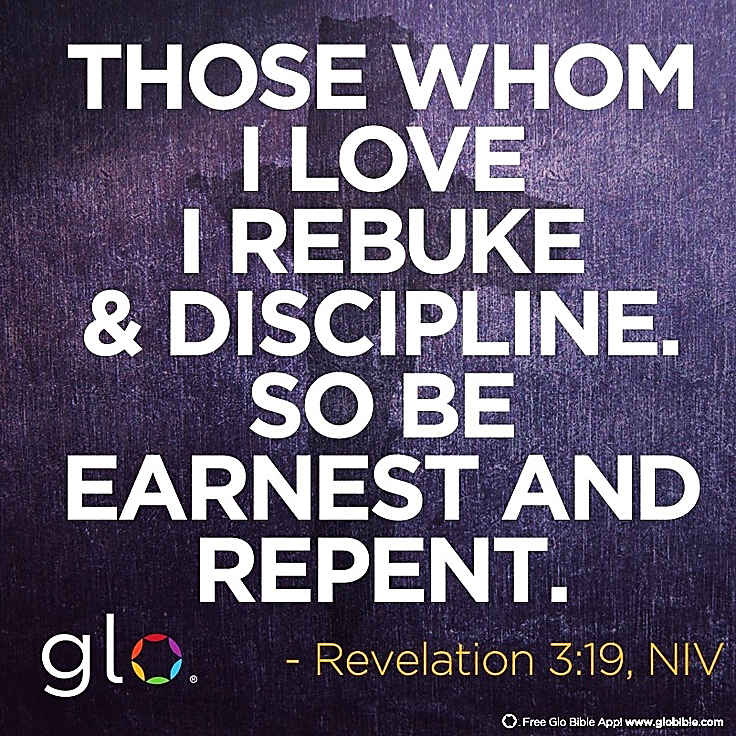 THOSE WHOM
I LOVE
I REBUKE
& DISCIPLINE.
SO BE
EARNEST AND
REPENT.
glo®
- Revelation 3:19, NIV
Free Glo Bible App! www.globible.com